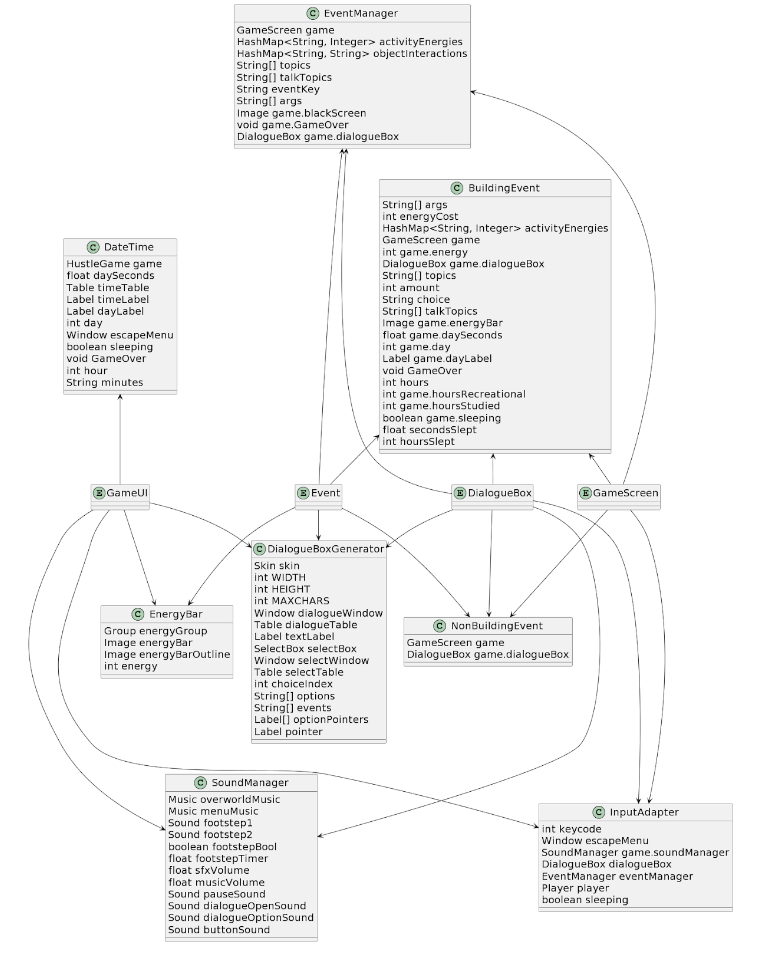 C EventManager
GameScreen game
HashMap<String, Integer> activityEnergies
HashMap<String, String> objectInteractions
String[] topics
String[] talkTopics
String eventKey
String[] args
Image game.blackScreen
void game.GameOver
DialogueBox game.dialogueBox
C BuildingEvent
String[] args
int energyCost
HashMap<String, Integer> activityEnergies
GameScreen game
int game.energy
DialogueBox game.dialogueBox
String[] topics
int amount
String choice
String[] talkTopics
Image game.energyBar
float game.daySeconds
int game.day
Label game.dayLabel
void GameOver
int hours
int game.hoursRecreational
int game.hoursStudied
boolean game.sleeping
float secondsSlept
int hoursSlept
C DateTime
HustleGame game
float daySeconds
Table timeTable
Label timeLabel
Label dayLabel
int day
Window escapeMenu
boolean sleeping
void GameOver
int hour
String minutes
E GameUI
E Event
E DialogueBox
E GameScreen
C DialogueBoxGenerator
Skin skin
int WIDTH
int HEIGHT
int MAXCHARS
Window dialogueWindow
Table dialogueTable
Label textLabel
SelectBox selectBox
Window selectWindow
Table selectTable
int choiceIndex
String[] options
String[] events
Label[] optionPointers
Label pointer
C EnergyBar
Group energyGroup
Image energyBar
Image energyBarOutline
int energy
C NonBuildingEvent
GameScreen game
DialogueBox game.dialogueBox
C SoundManager
Music overworldMusic
Music menuMusic
Sound footstep1
Sound footstep2
boolean footstepBool
float footstepTimer
float sfxVolume
float musicVolume
Sound pauseSound
Sound dialogueOpenSound
Sound dialogueOptionSound
Sound buttonSound
C InputAdapter
int keycode
Window escapeMenu
SoundManager game.soundManager
DialogueBox dialogueBox
EventManager eventManager
Player player
boolean sleeping